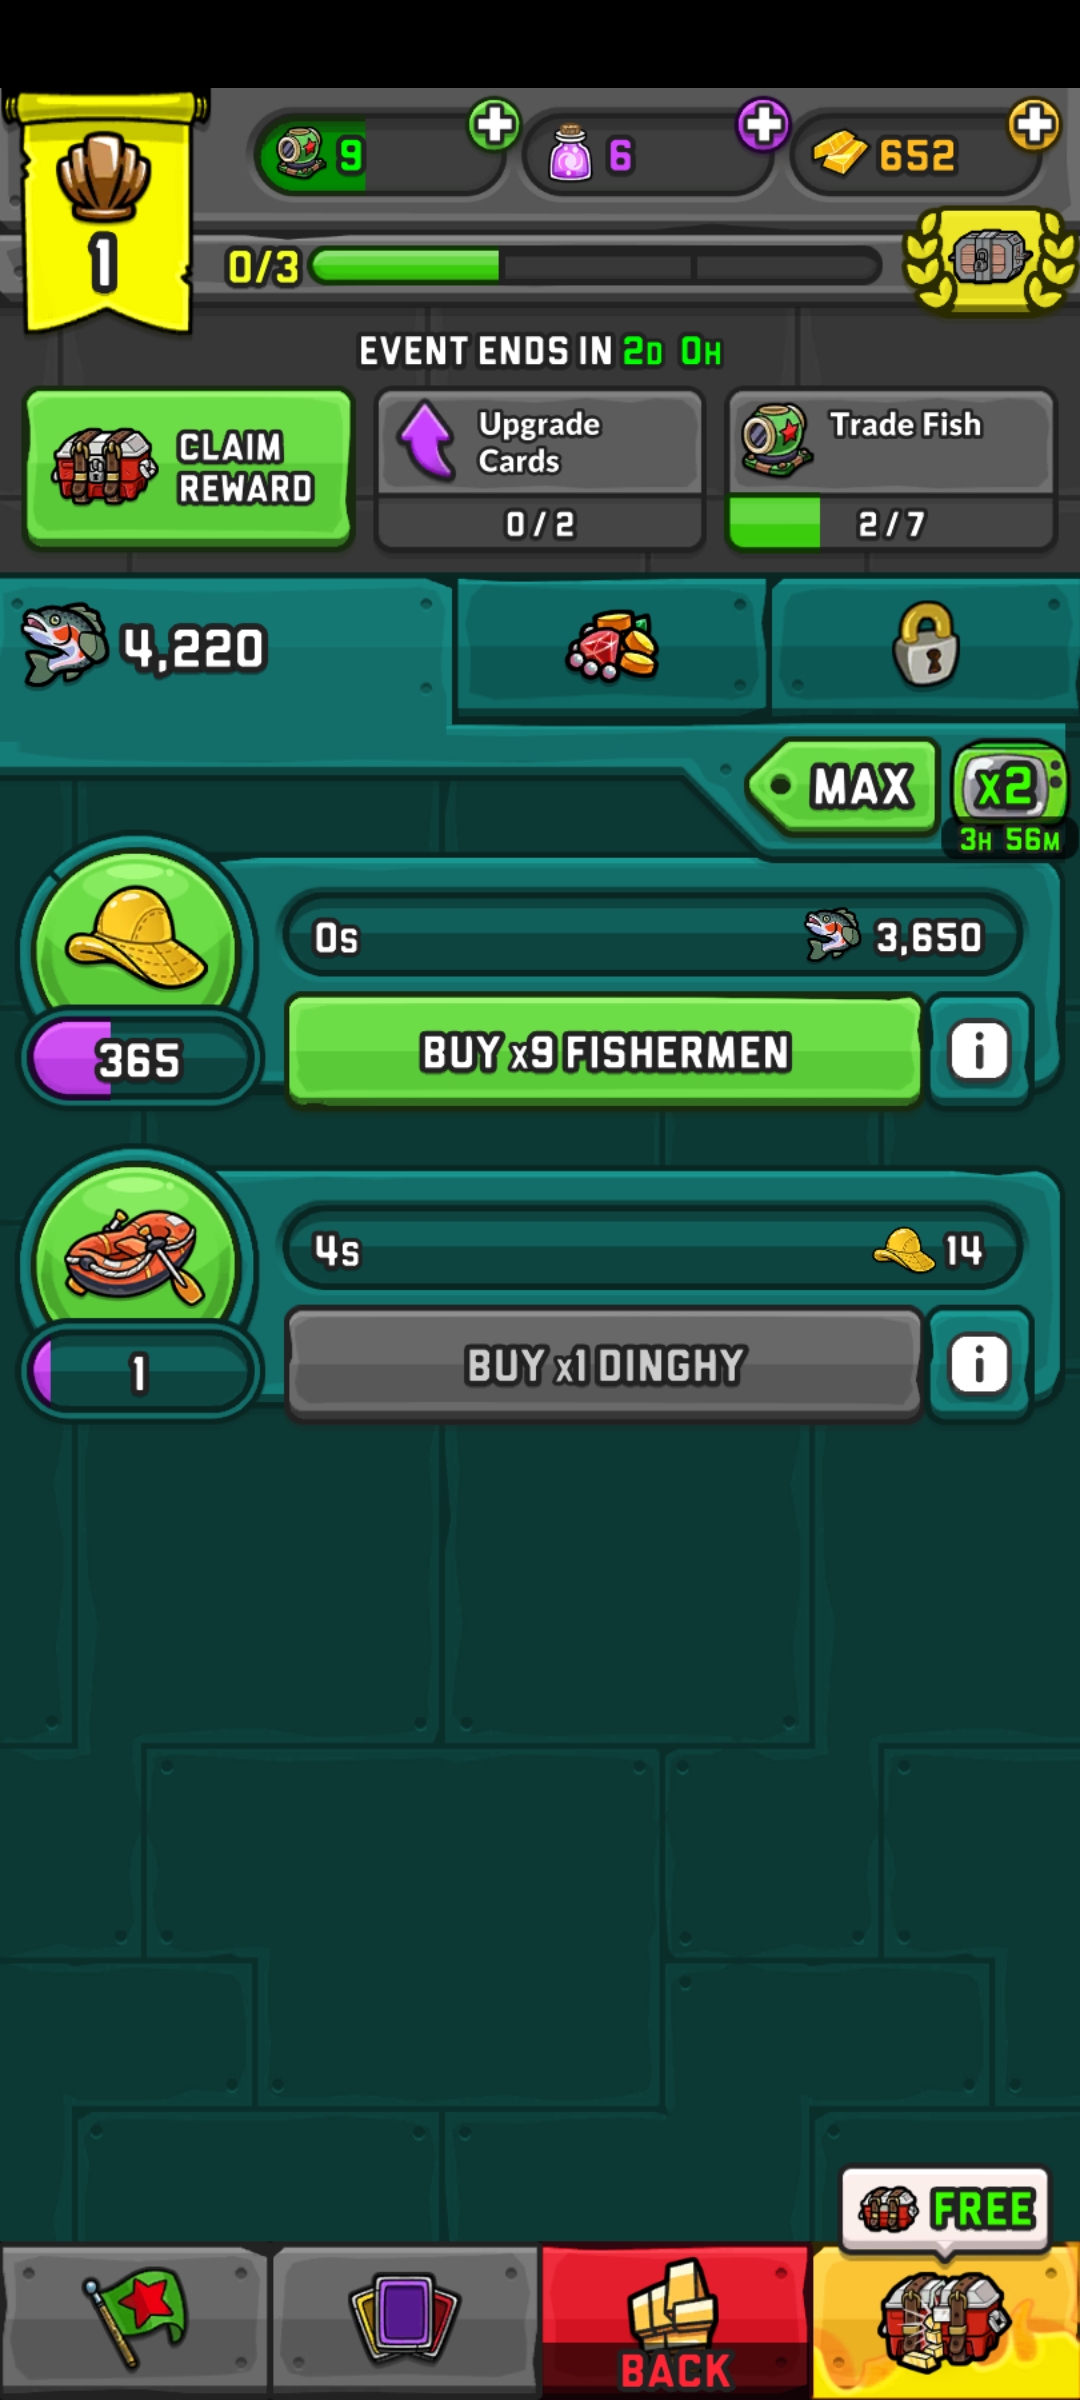 1
9
6
652
0/3
EVENT ENDS IN 2D 0H
CLAIM
REWARD
Upgrade
Cards
0/2
Trade Fish
2/7
4,220
MAX
x2
3H 56M
0s
3,650
365
BUY x9 FISHERMEN
i
4s
14
1
BUY x1 DINGHY
i
FREE
BACK